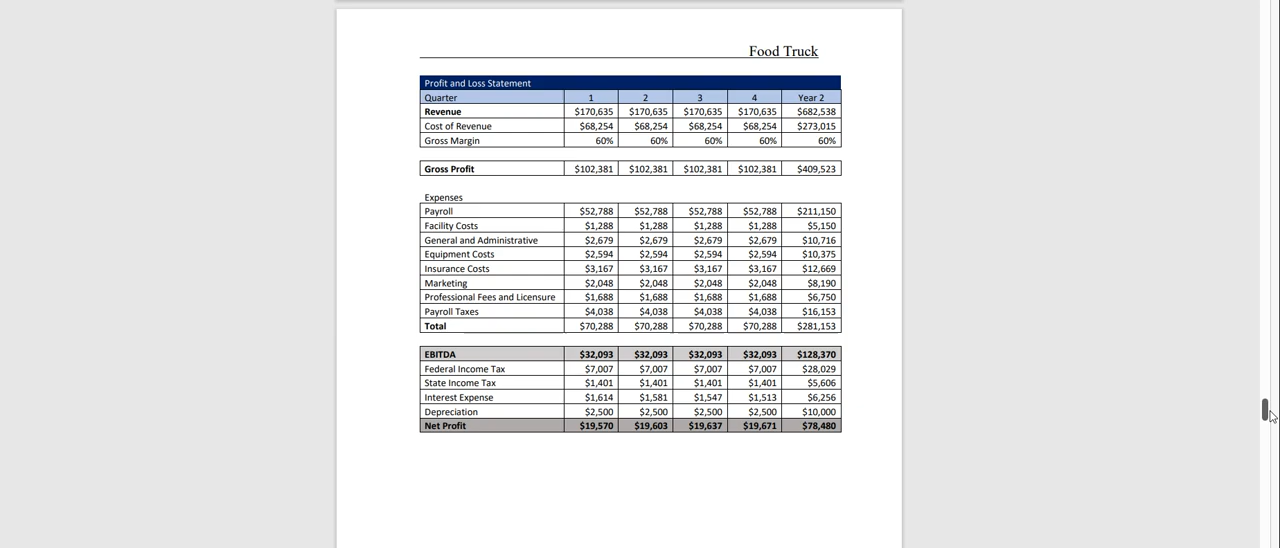 Food Truck
Profit and Loss Statement
Quarter 1 2 3 4 Year 2
Revenue $170,635 $170,635 $170,635 $170,635 $682,538
Cost of Revenue $68,254 $68,254 $68,254 $68,254 $273,015
Gross Margin 60% 60% 60% 60% 60%
Gross Profit $102,381 $102,381 $102,381 $102,381 $409,523
Expenses
Payroll $52,788 $52,788 $52,788 $52,788 $211,150
Facility Costs $1,288 $1,288 $1,288 $1,288 $5,150
General and Administrative $2,679 $2,679 $2,679 $2,679 $10,716
Equipment Costs $2,594 $2,594 $2,594 $2,594 $10,375
Insurance Costs $3,167 $3,167 $3,167 $3,167 $12,669
Marketing $2,048 $2,048 $2,048 $2,048 $8,190
Professional Fees and Licensure $1,688 $1,688 $1,688 $1,688 $6,750
Payroll Taxes $4,038 $4,038 $4,038 $4,038 $16,153
Total $70,288 $70,288 $70,288 $70,288 $281,153
EBITDA $32,093 $32,093 $32,093 $32,093 $128,370
Federal Income Tax $7,007 $7,007 $7,007 $7,007 $28,029
State Income Tax $1,401 $1,401 $1,401 $1,401 $5,606
Interest Expense $1,614 $1,581 $1,547 $1,513 $6,256
Depreciation $2,500 $2,500 $2,500 $2,500 $10,000
Net Profit $19,570 $19,603 $19,637 $19,671 $78,480